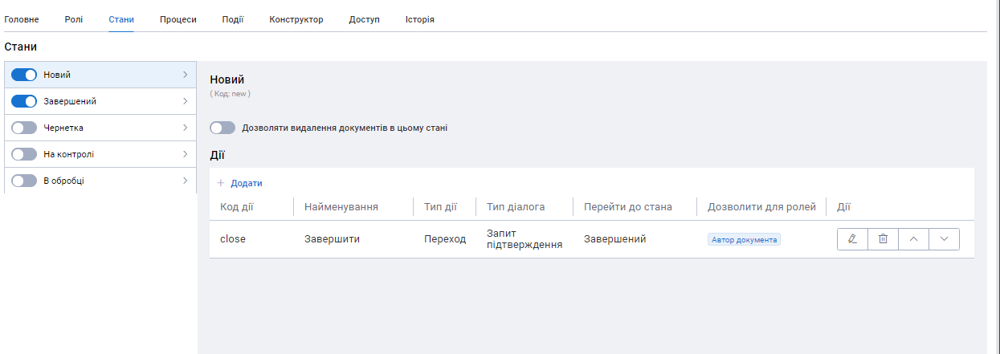 Головне Ролі Стани Процеси Події Конструктор Доступ Історія
Стани
Новий
Завершений
Чернетка
На контролі
В обробці
Новий
( Код: new )
Дозволяти видалення документів в цьому стані
Дії
+ Додати
Код дії Найменування Тип дії Тип діалога Перейти до стана Дозволити для ролей Дії
close Завершити Переход Запит підтвердження Завершений Автор документа